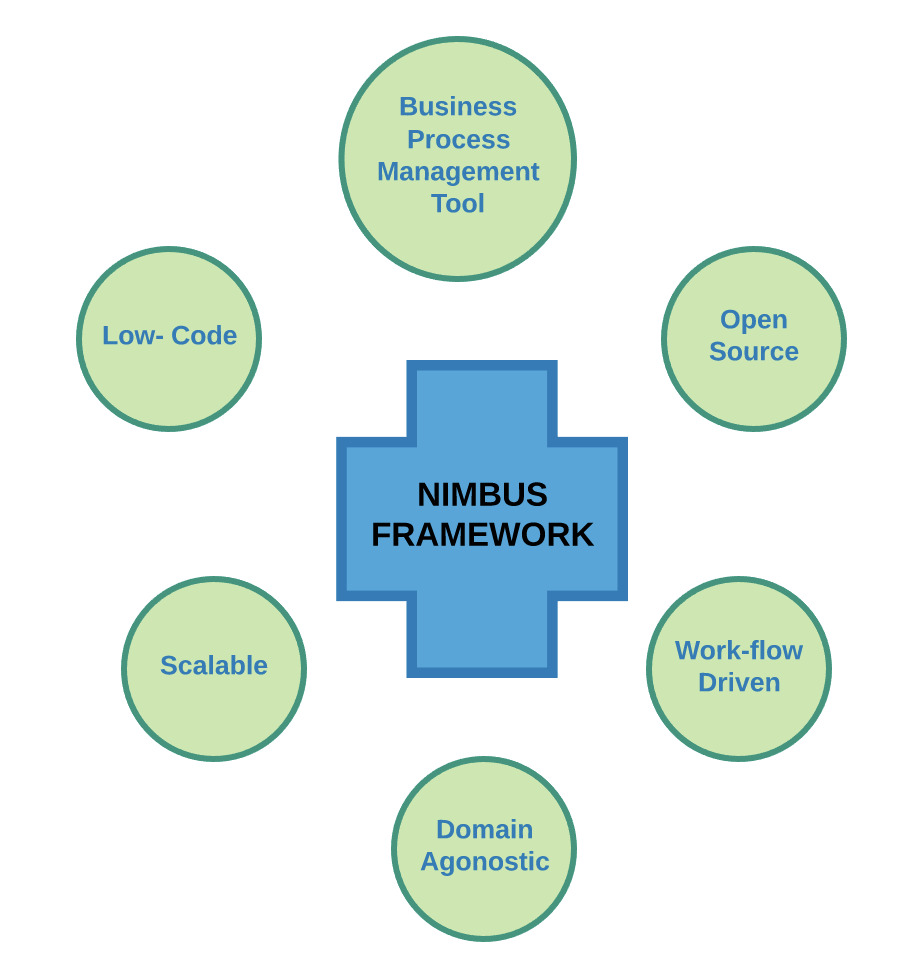 Business
Process
Management
Tool
Low- Code
Open
Source
NIMBUS
FRAMEWORK
Scalable
Work-flow
Driven
Domain
Agonostic